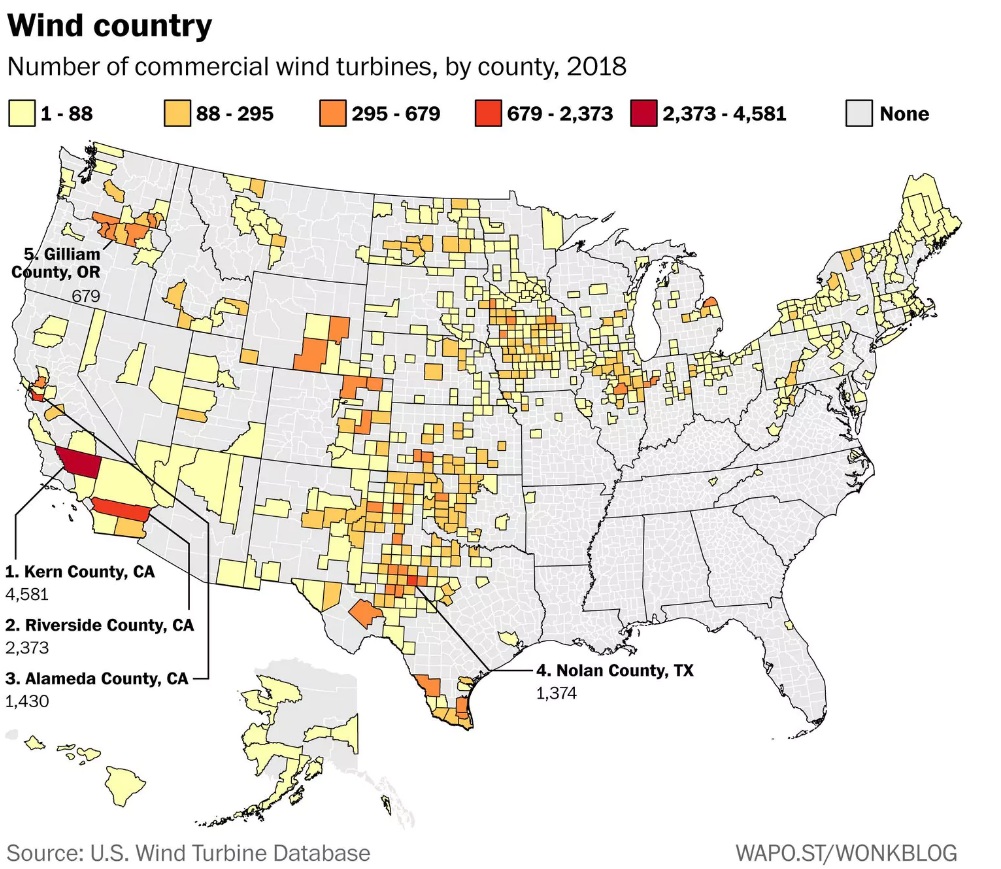 Wind country
Number of commercial wind turbines, by county, 2018
1 - 88
88 - 295
295 - 679
679 - 2,373
2,373 - 4,581
None
5. Gilliam
County, OR
679
1. Kern County, CA
4,581
2. Riverside County, CA
2,373
3. Alameda County, CA
1,430
4. Nolan County, TX
1,374
Source: U.S. Wind Turbine Database
WAPO.ST/WONKBLOG